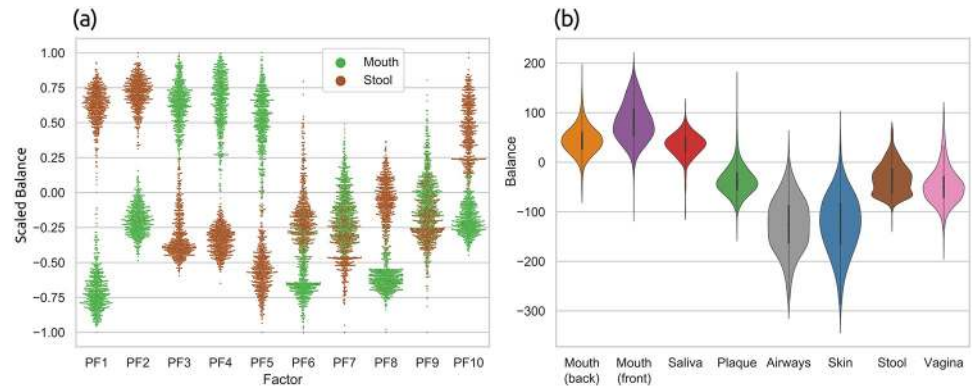 (a)
1.00
0.75
0.50
0.25
0.00
−0.25
−0.50
−0.75
−1.00
Scaled Balance
Mouth
Stool
PF1 PF2 PF3 PF4 PF5 PF6 PF7 PF8 PF9 PF10
Factor
(b)
200
100
0
−100
−200
−300
Balance
Mouth (back) Mouth (front) Saliva Plaque Airways Skin Stool Vagina